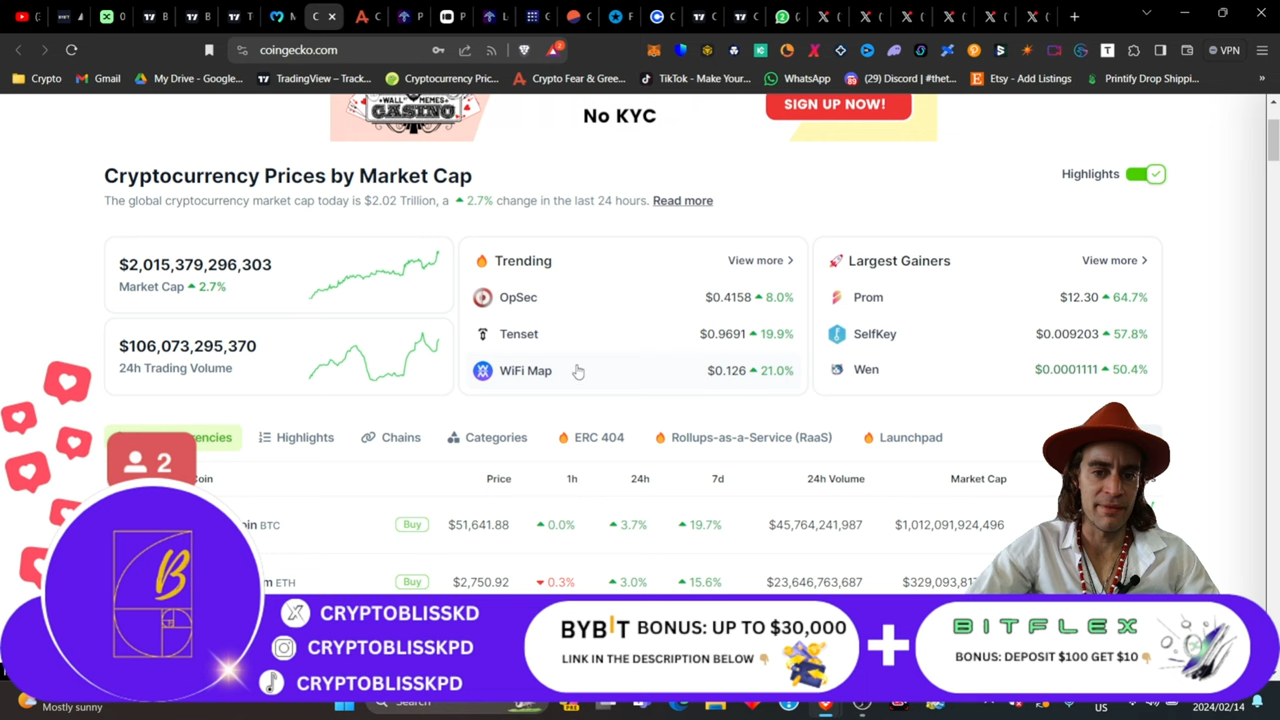 coingecko.com
VPN
Crypto
Gmail
My Drive - Google...
TradingView – Track...
Cryptocurrency Pric...
Crypto Fear & Gree...
TikTok - Make Your...
WhatsApp
(29) Discord | #thet...
Etsy - Add Listings
Printify Drop Shippi...
WALL MEMES
CASINO
No KYC
SIGN UP NOW!
Cryptocurrency Prices by Market Cap
Highlights
The global cryptocurrency market cap today is $2.02 Trillion, a ▲ 2.7% change in the last 24 hours. Read more
$2,015,379,296,303
Market Cap ▲ 2.7%
$106,073,295,370
24h Trading Volume
Trending
View more >
OpSec $0.4158 ▲ 8.0%
Tenset $0.9691 ▲ 19.9%
WiFi Map $0.126 ▲ 21.0%
Largest Gainers
View more >
Prom $12.30 ▲ 64.7%
SelfKey $0.009203 ▲ 57.8%
Wen $0.0001111 ▲ 50.4%
Highlights Chains Categories ERC 404 Rollups-as-a-Service (RaaS) Launchpad
Price 1h 24h 7d 24h Volume Market Cap
BTC Buy $51,641.88 ▲ 0.0% ▲ 3.7% ▲ 19.7% $45,764,241,987 $1,012,091,924,496
ETH Buy $2,750.92 ▼ 0.3% ▲ 3.0% ▲ 15.6% $23,646,763,687
2
B
CRYPTOBLISSKD
CRYPTOBLISSKPD
CRYPTOBLISSKPD
BYBIT BONUS: UP TO $30,000
LINK IN THE DESCRIPTION BELOW
BITFLEX
BONUS: DEPOSIT $100 GET $10
Mostly sunny
Search
US
2024/02/14